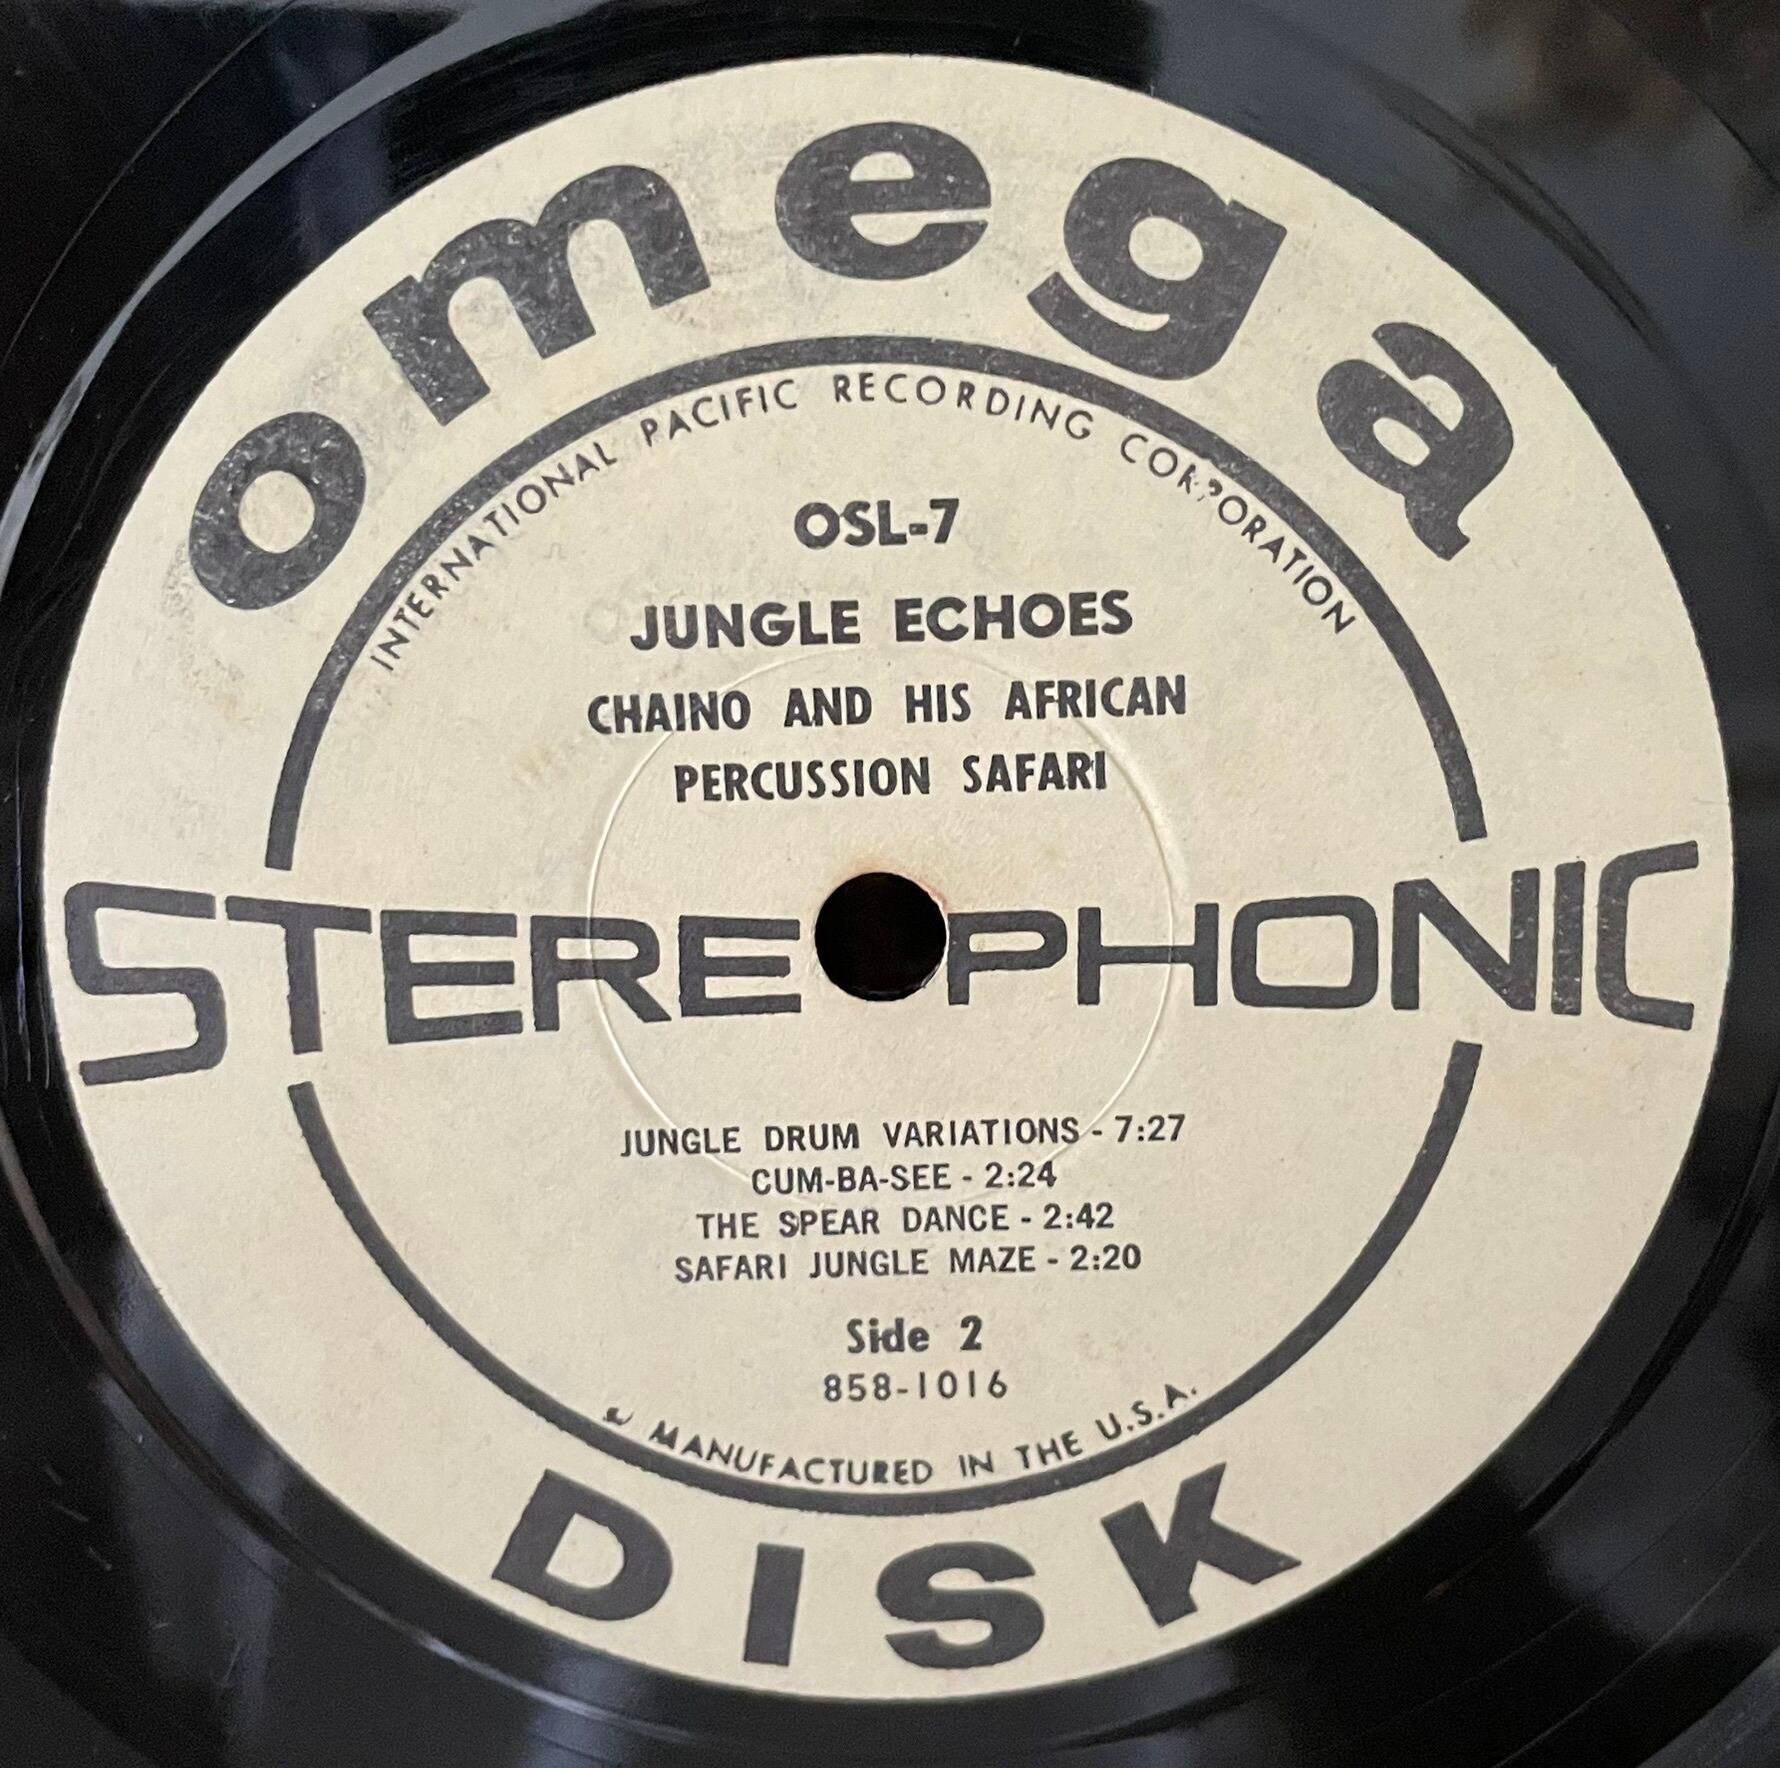 omega
INTERNATIONAL PACIFIC RECORDING CORPORATION
OSL-7
JUNGLE ECHOES
CHAINO AND HIS AFRICAN
PERCUSSION SAFARI
STEREOPHONIC
JUNGLE DRUM VARIATIONS - 7:27
CUM-BA-SEE - 2:24
THE SPEAR DANCE - 2:42
SAFARI JUNGLE MAZE - 2:20
Side 2
858-1016
MANUFACTURED IN THE U.S.A.
DISK